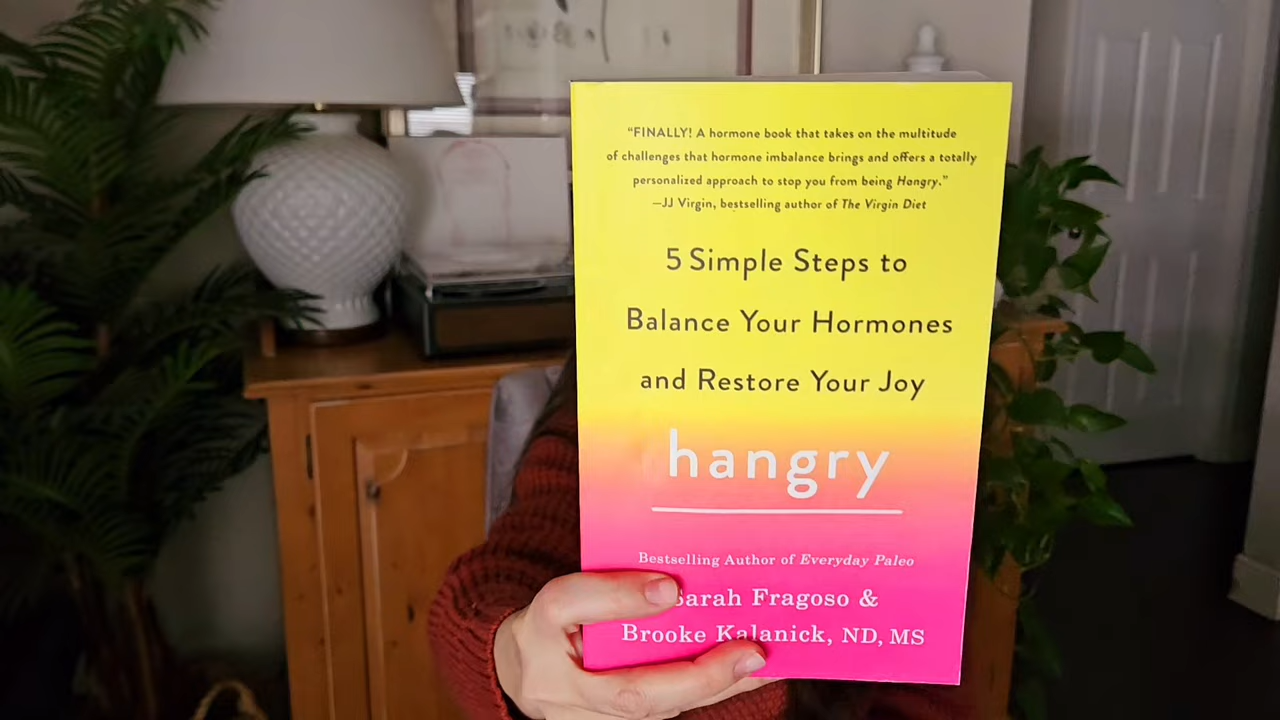 “FINALLY! A hormone book that takes on the multitude
of challenges that hormone imbalance brings and offers a totally
personalized approach to stop you from being Hangry.”
—JJ Virgin, bestselling author of The Virgin Diet
5 Simple Steps to
Balance Your Hormones
and Restore Your Joy
hangry
Bestselling Author of Everyday Paleo
Sarah Fragoso &
Brooke Kalanick, ND, MS